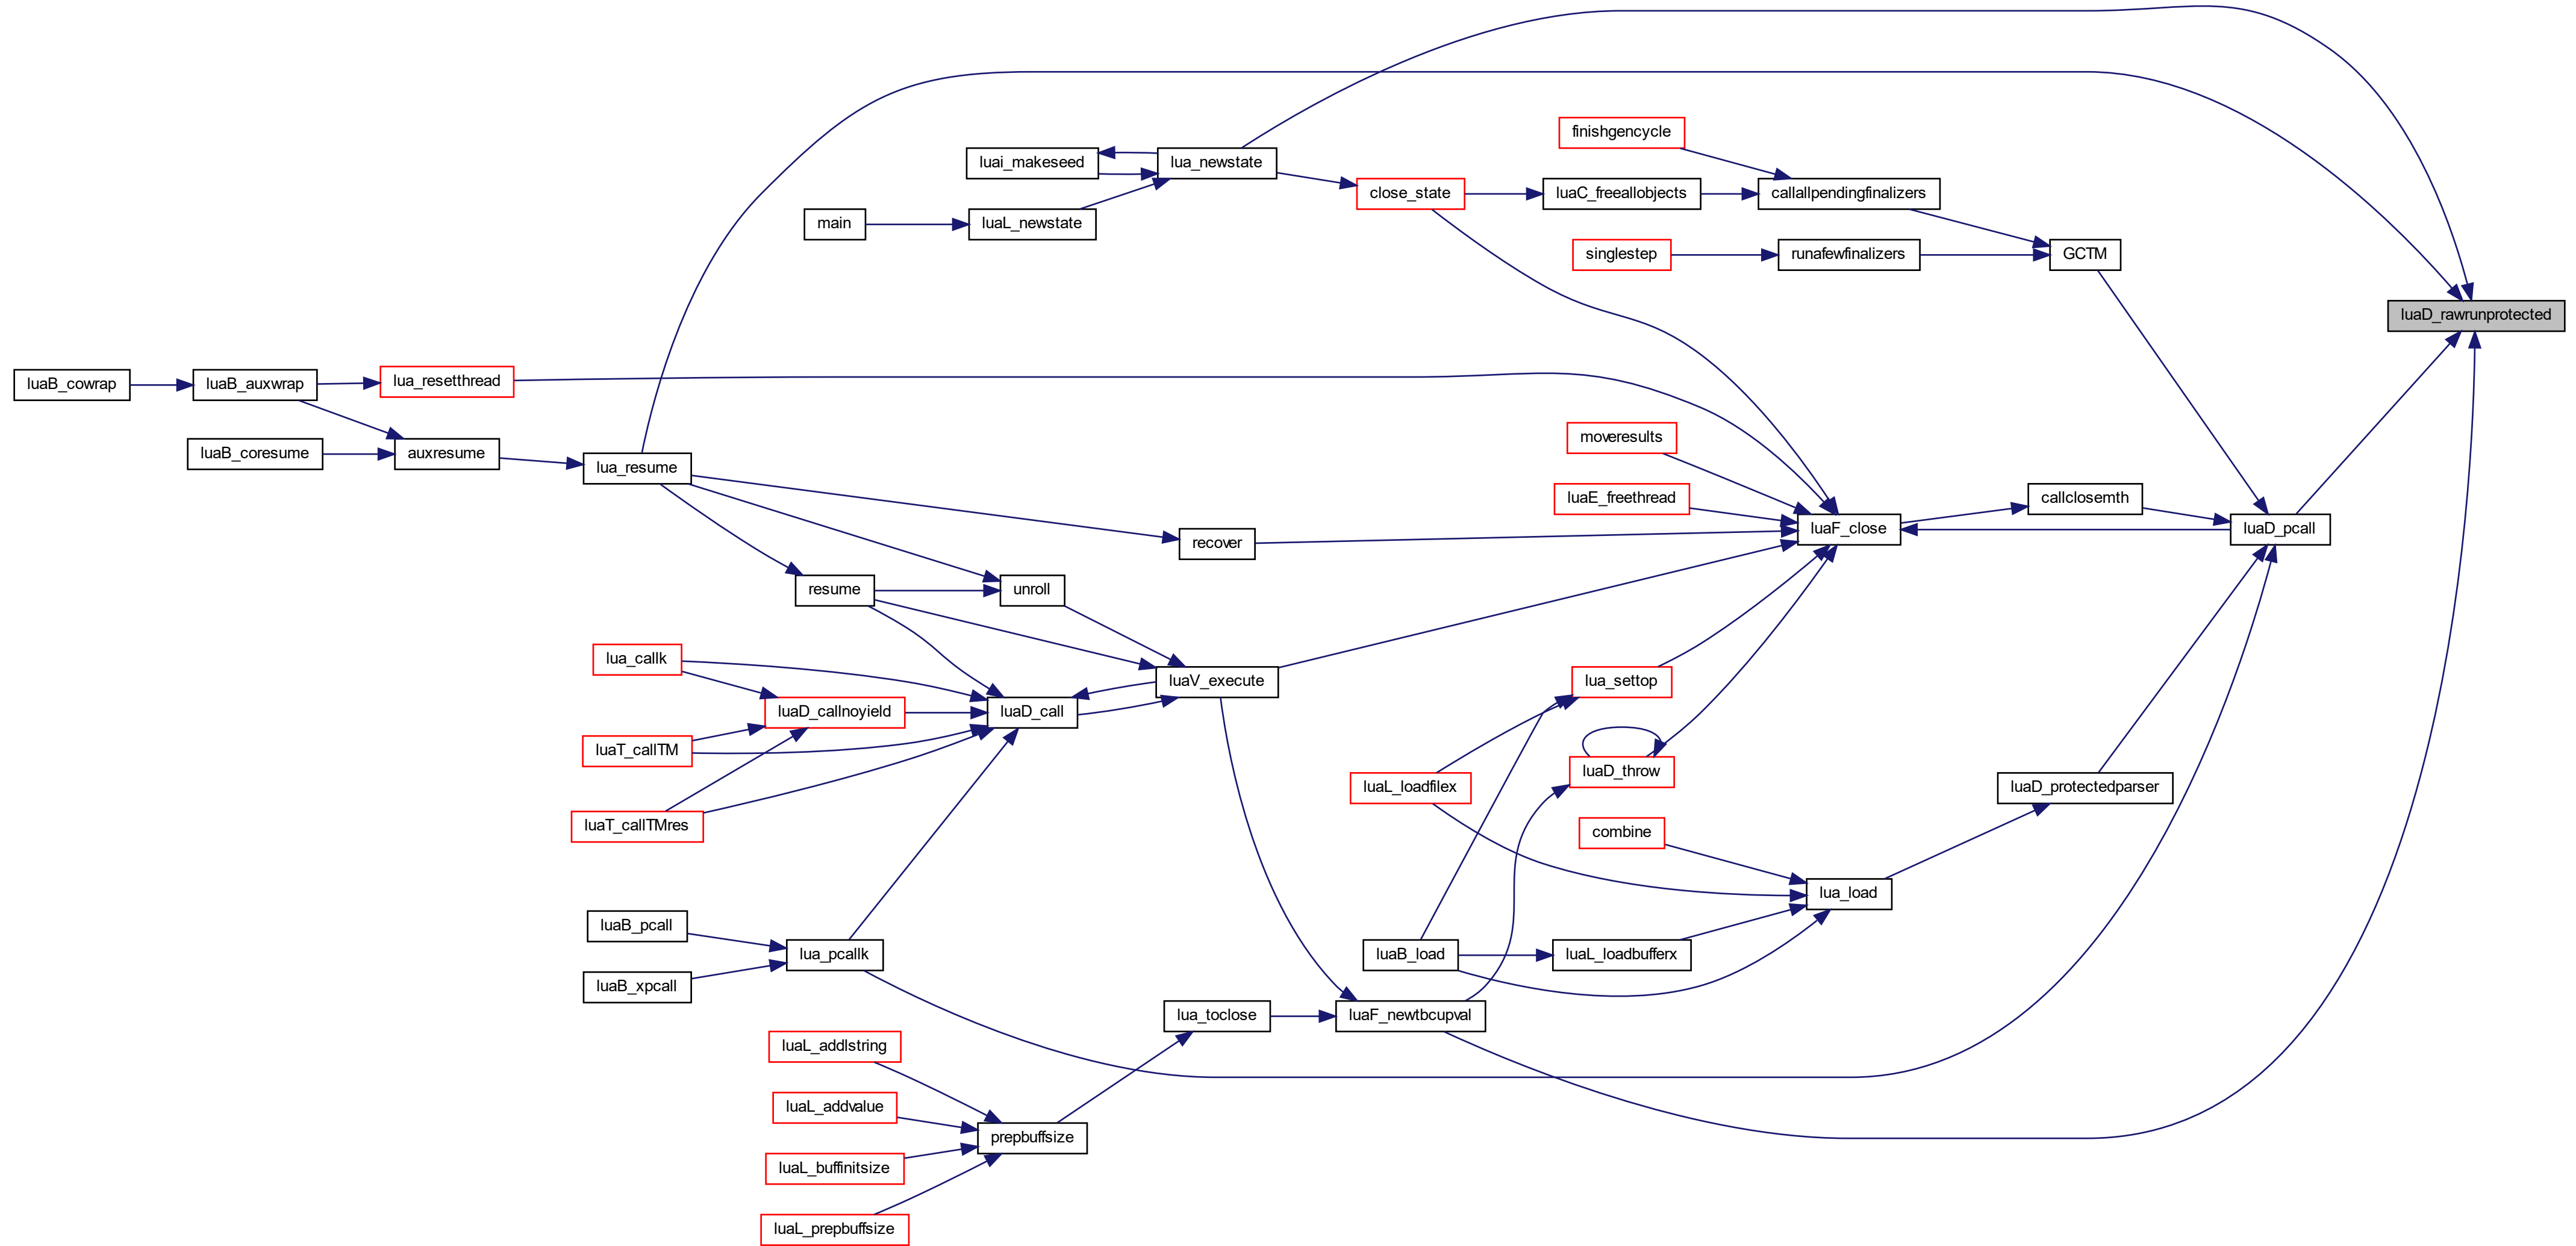 finishgencycle
luai_makeseed
lua_newstate
close_state
luaC_freeallobjects
callallpendingfinalizers
main
luaL_newstate
singlestep
runafewfinalizers
GCTM
luaD_rawrunprotected
luaB_cowrap
luaB_auxwrap
lua_resetthread
moveresults
luaB_coresume
auxresume
lua_resume
luaE_freethread
callclosemth
recover
luaF_close
luaD_pcall
resume
unroll
lua_callk
luaV_execute
lua_settop
luaD_callnoyield
luaD_call
luaT_callTM
luaD_throw
luaL_loadfilex
luaD_protectedparser
luaT_callTMres
combine
lua_load
luaB_pcall
lua_pcallk
luaB_load
luaL_loadbufferx
luaB_xpcall
lua_toclose
luaF_newtbcupval
luaL_addlstring
luaL_addvalue
prepbuffsize
luaL_buffinitsize
luaL_prepbuffsize